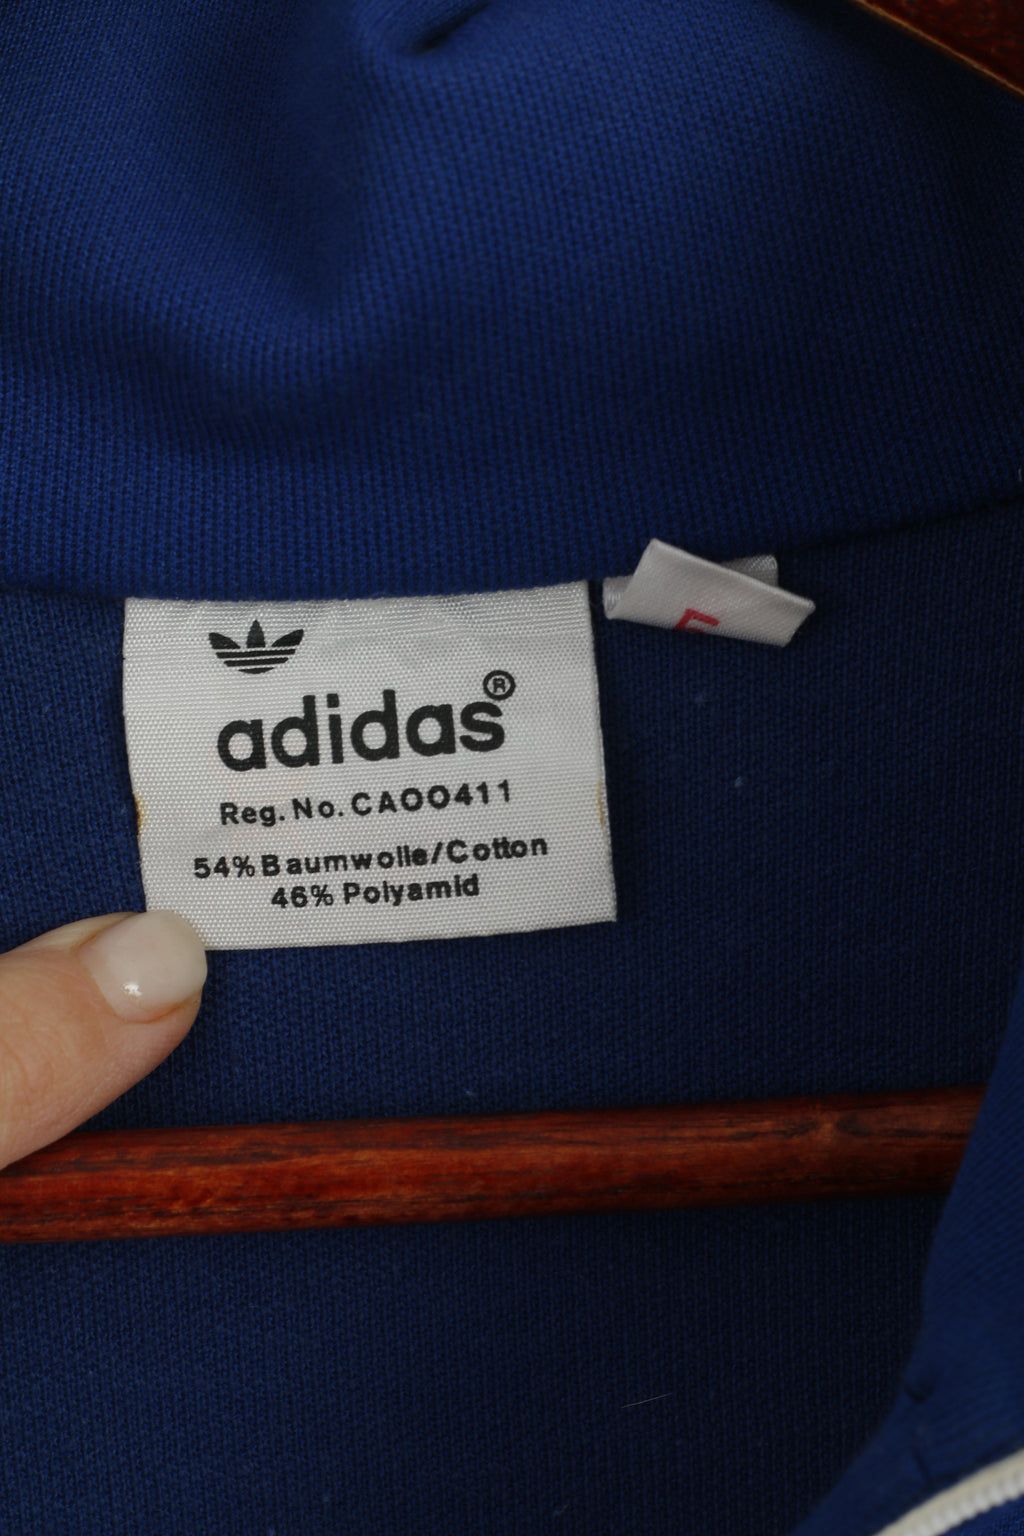 adidas®
Reg. No. CA00411
54% Baumwolle/Cotton
46% Polyamid